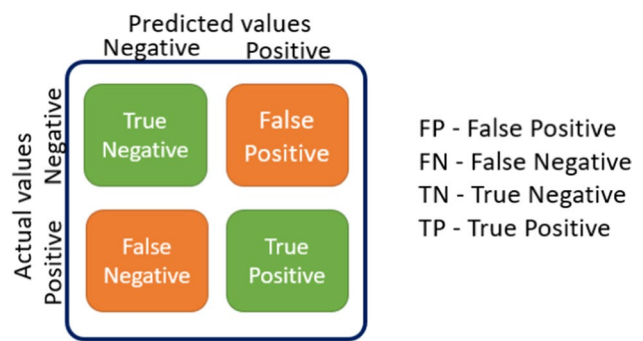 Predicted values
Negative Positive
Actual values
Negative
Positive
True
Negative
False
Positive
False
Negative
True
Positive
FP - False Positive
FN - False Negative
TN - True Negative
TP - True Positive